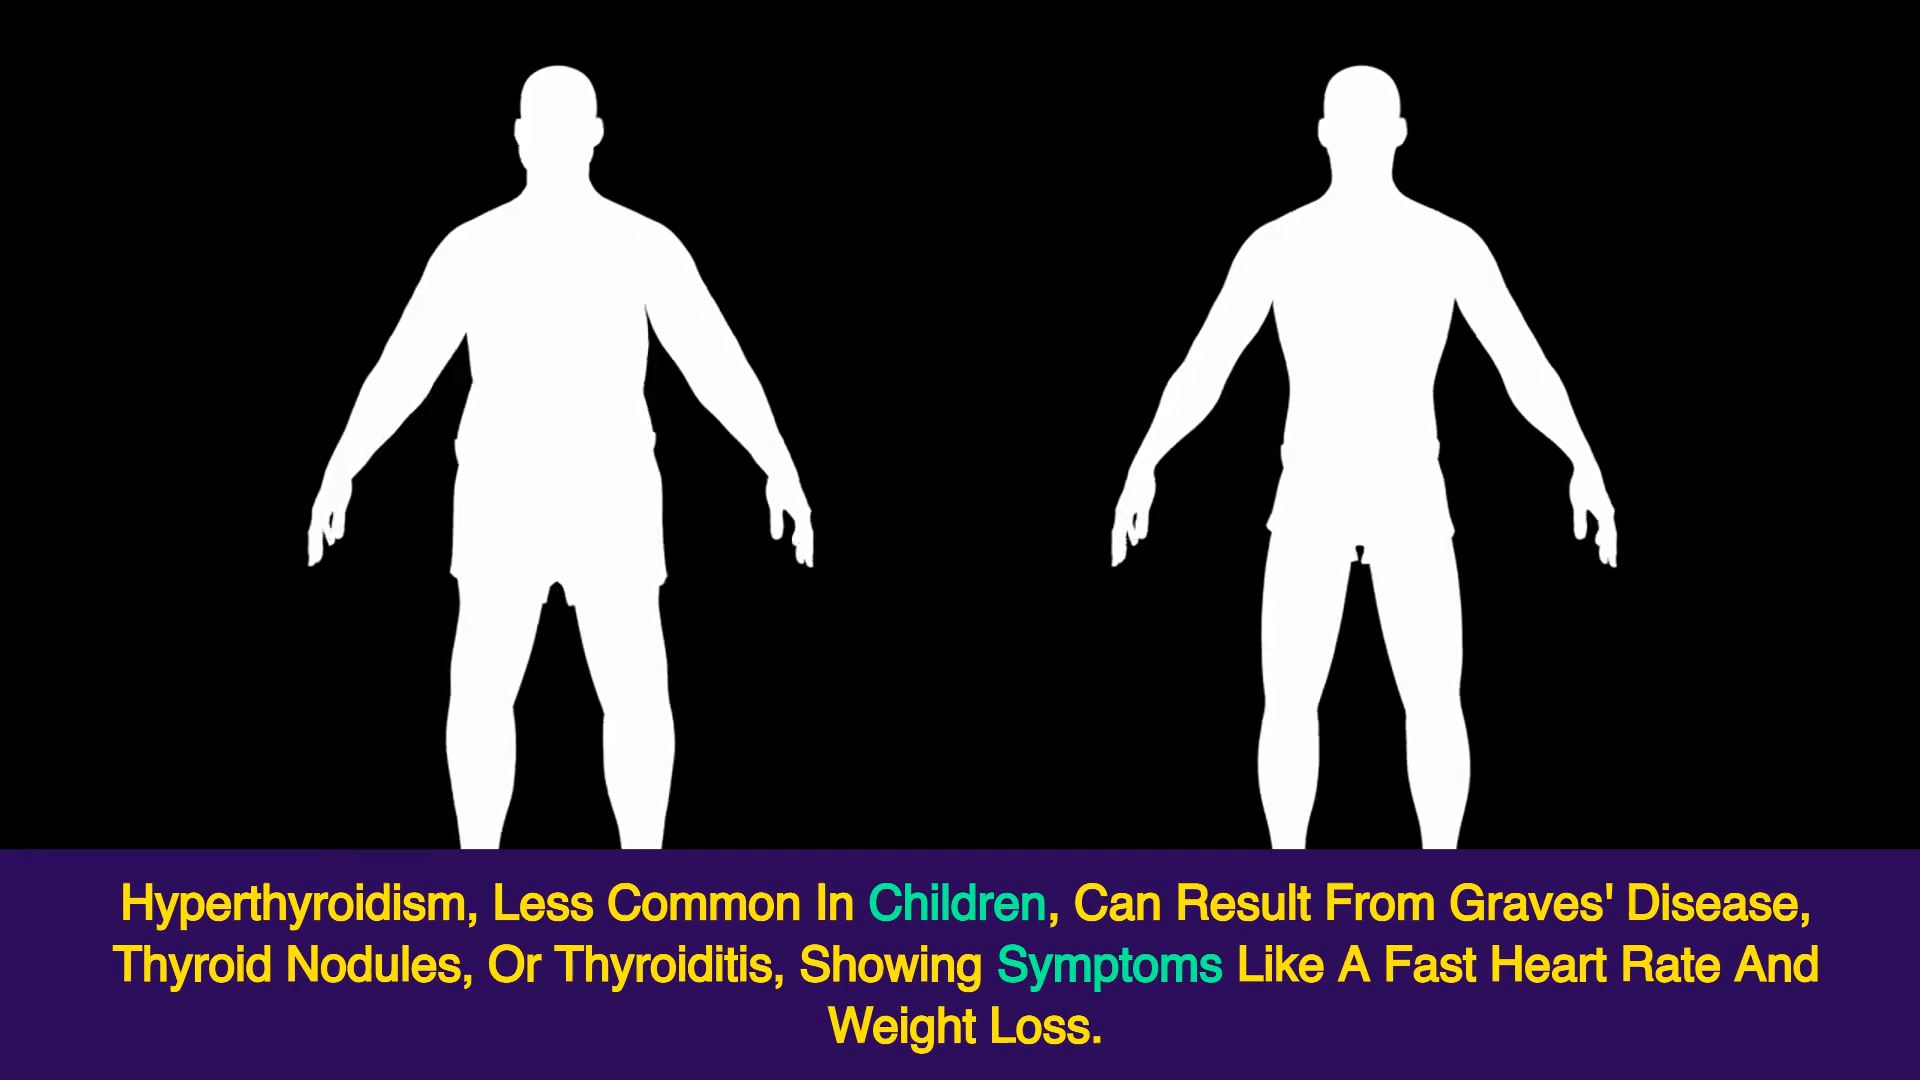 Hyperthyroidism, Less Common In Children, Can Result From Graves' Disease,
Thyroid Nodules, Or Thyroiditis, Showing Symptoms Like A Fast Heart Rate And
Weight Loss.